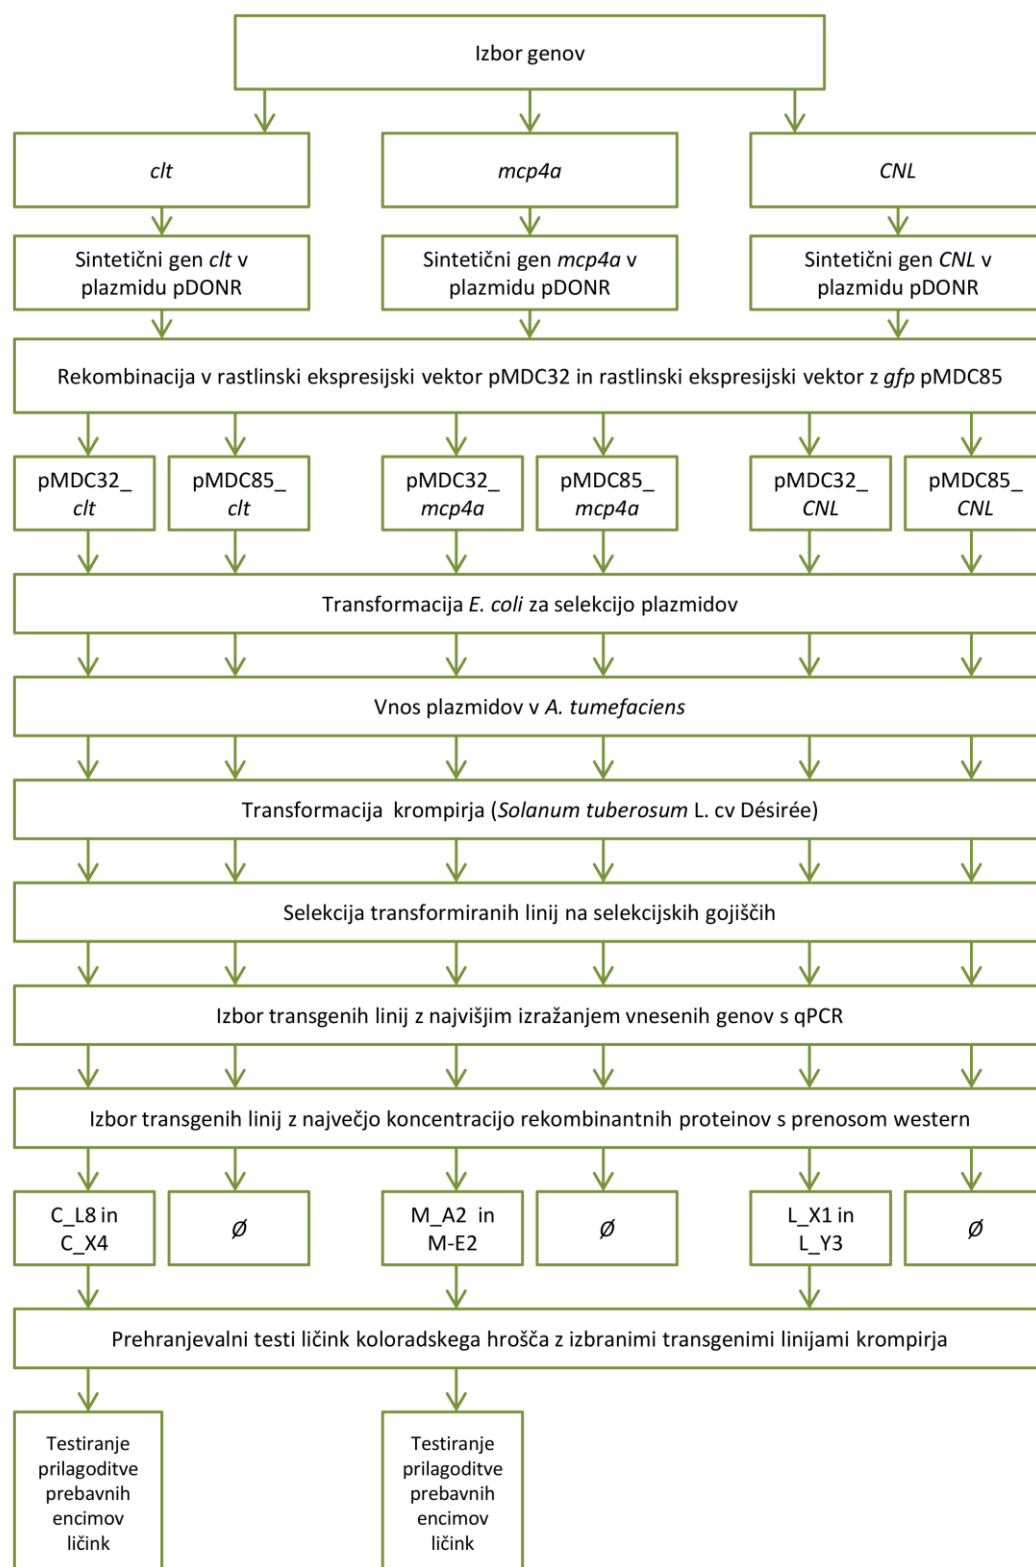 Izbor genov
clt
mcp4a
CNL
Sintetični gen clt v
plazmidu pDONR
Sintetični gen mcp4a v
plazmidu pDONR
Sintetični gen CNL v
plazmidu pDONR
Rekombinacija v rastlinski ekspresijski vektor pMDC32 in rastlinski ekspresijski vektor z gfp pMDC85
pMDC32_
clt
pMDC85_
clt
pMDC32_
mcp4a
pMDC85_
mcp4a
pMDC32_
CNL
pMDC85_
CNL
Transformacija E. coli za selekcijo plazmidov
Vnos plazmidov v A. tumefaciens
Transformacija krompirja (Solanum tuberosum L. cv Désirée)
Selekcija transformiranih linij na selekcijskih gojiščih
Izbor transgenih linij z najvišjim izražanjem vnesenih genov s qPCR
Izbor transgenih linij z največjo koncentracijo rekombinantnih proteinov s prenosom western
C_L8 in
C_X4
Ø
M_A2 in
M-E2
Ø
L_X1 in
L_Y3
Ø
Prehranjevalni testi ličink koloradskega hrošča z izbranimi transgenimi linijami krompirja
Testiranje
prilagoditve
prebavnih
encimov
ličink
Testiranje
prilagoditve
prebavnih
encimov
ličink